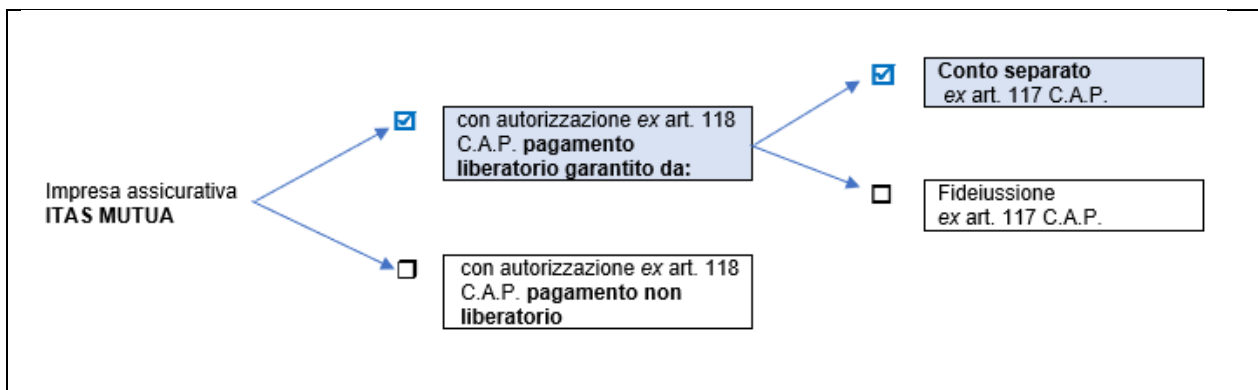 Impresa assicurativa
ITAS MUTUA
con autorizzazione ex art. 118
C.A.P. pagamento
liberatorio garantito da:
Conto separato
ex art. 117 C.A.P.
Fideiussione
ex art. 117 C.A.P.
con autorizzazione ex art. 118
C.A.P. pagamento non
liberatorio